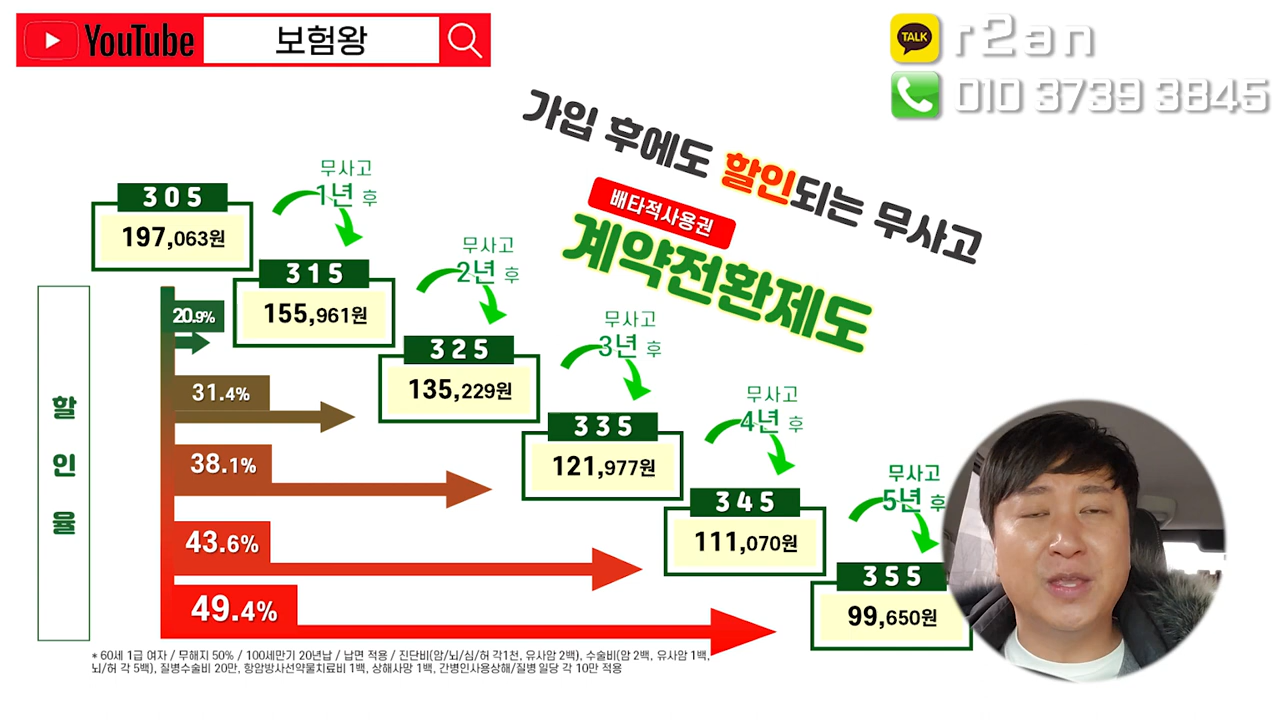 YouTube 보험왕
TALK r2an
010 3739 3845
가입 후에도 할인되는 무사고
배타적사용권
계약전환제도
무사고
1년 후
305
197,063원
무사고
2년 후
315
155,961원
20.9%
무사고
3년 후
325
135,229원
31.4%
무사고
4년 후
335
121,977원
38.1%
무사고
5년 후
345
111,070원
43.6%
355
99,650원
49.4%
할
인
율
* 60세 1급 여자 / 무해지 50% / 100세만기 20년납 / 납면 적용 / 진단비(암/뇌/심/허 각1천, 유사암 2백), 수술비(암 2백, 유사암 1백,
뇌/허 각 5백), 질병수술비 20만, 항암방사선약물치료비 1백, 상해사망 1백, 간병인사용상해/질병 일당 각 10만 적용